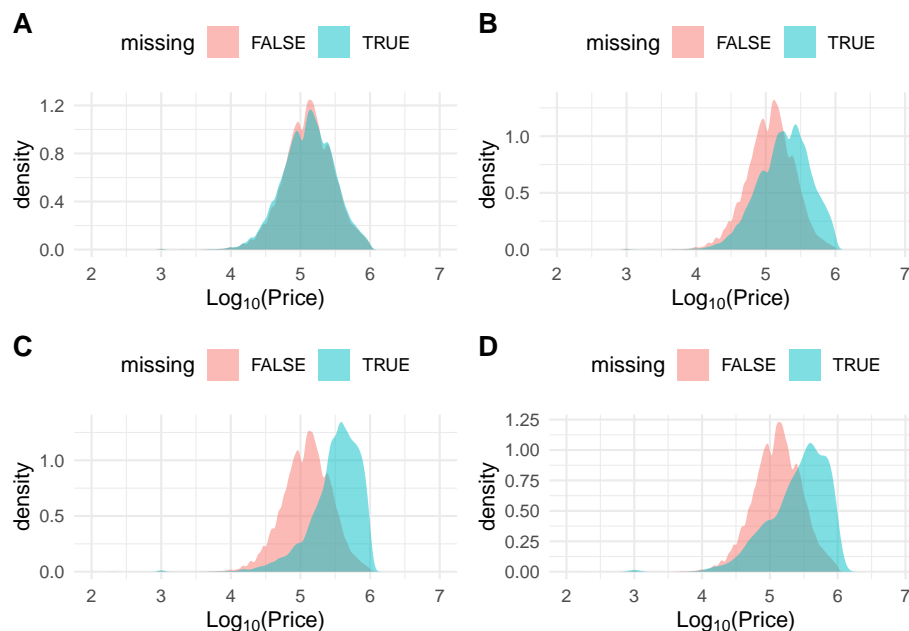 A
missing FALSE TRUE
density
1.2
0.8
0.4
0.0
2 3 4 5 6 7
Log10(Price)
B
missing FALSE TRUE
density
1.0
0.5
0.0
2 3 4 5 6 7
Log10(Price)
C
missing FALSE TRUE
density
1.0
0.5
0.0
2 3 4 5 6 7
Log10(Price)
D
missing FALSE TRUE
density
1.25
1.00
0.75
0.50
0.25
0.00
2 3 4 5 6 7
Log10(Price)